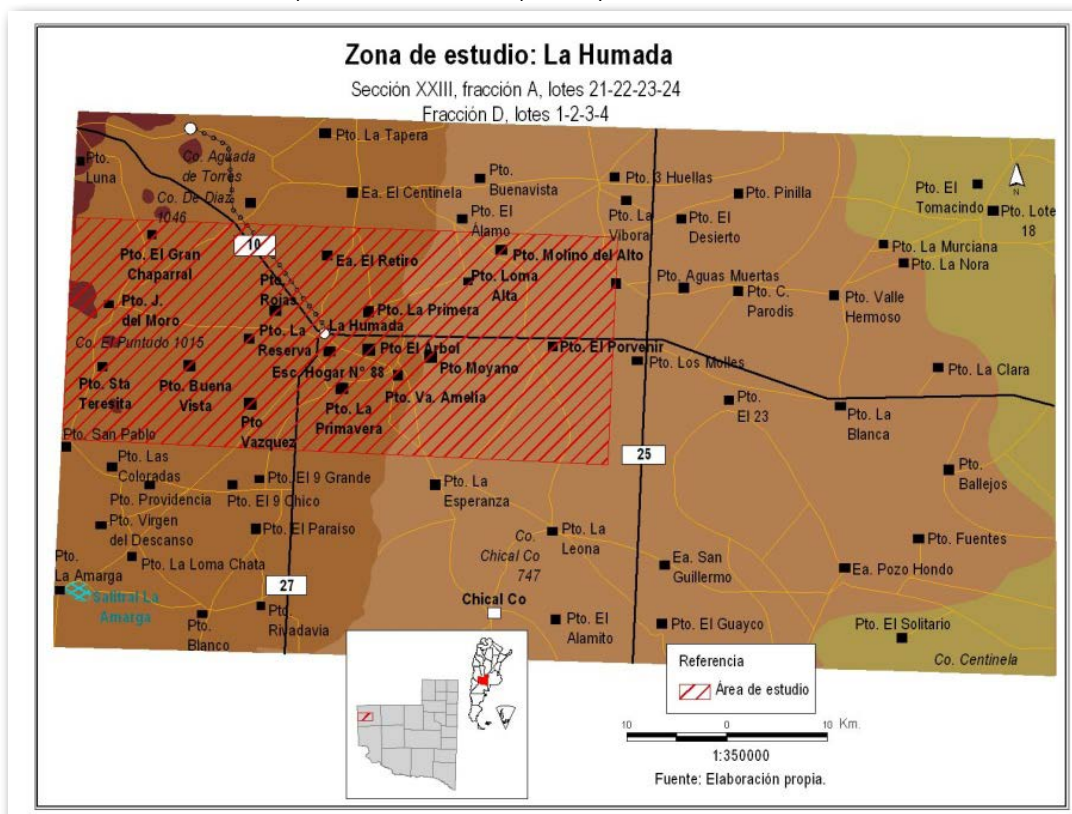 Zona de estudio: La Humada
Sección XXIII, fracción A, lotes 21-22-23-24
Fracción D, lotes 1-2-3-4
Pto. La Tapera
Pto.
Luna
Co. Aguada
de Torres
Co. De Diaz
1046
Ea. El Centinela
Pto.
Buenavista
Pto. El
Álamo
Pto. 3 Huellas
Pto. La
Vibora
Pto. El
Desierto
Pto. Pinilla
Pto. El
Tomacindo
N
Pto. Lote
18
Pto. La Murciana
Pto. La Nora
10
Pto. El Gran
Chaparral
Ea. El Retiro
Pto. Molino del Alto
Pto. Loma
Alta
Pto. Aguas Muertas
Pto. C.
Parodis
Pto. Valle
Hermoso
Pto. J.
del Moro
Pto.
Rojas
Pto. La Primera
La Humada
Co. El Puntudo 1015
Pto. La
Reserva
Pto El Arbol
Esc. Hogar N° 88
Pto Moyano
Pto. El Porvenir
Pto. Los Molles
Pto. La Clara
Pto. Sta
Teresita
Pto. Buena
Vista
Pto
Vazquez
Pto. La
Primavera
Pto. Va. Amelia
Pto.
El 23
Pto. La
Blanca
Pto. San Pablo
25
Pto. Las
Coloradas
Pto. El 9 Grande
Pto. Providencia
Pto. El 9 Chico
Pto. La
Esperanza
Pto.
Ballejos
Pto. Virgen
del Descanso
Pto. El Paraiso
Co.
Chical Co
747
Pto. La
Leona
Pto. Fuentes
Pto.
La Amarga
Pto. La Loma Chata
Ea. San
Guillermo
Ea. Pozo Hondo
Salitral La
Amarga
27
Chical Co
Pto.
Blanco
Pto.
Rivadavia
Pto. El
Alamito
Pto. El Guayco
Pto. El Solitario
Co. Centinela
Referencia
Área de estudio
10 0 10 Km.
1:350000
Fuente: Elaboración propia.